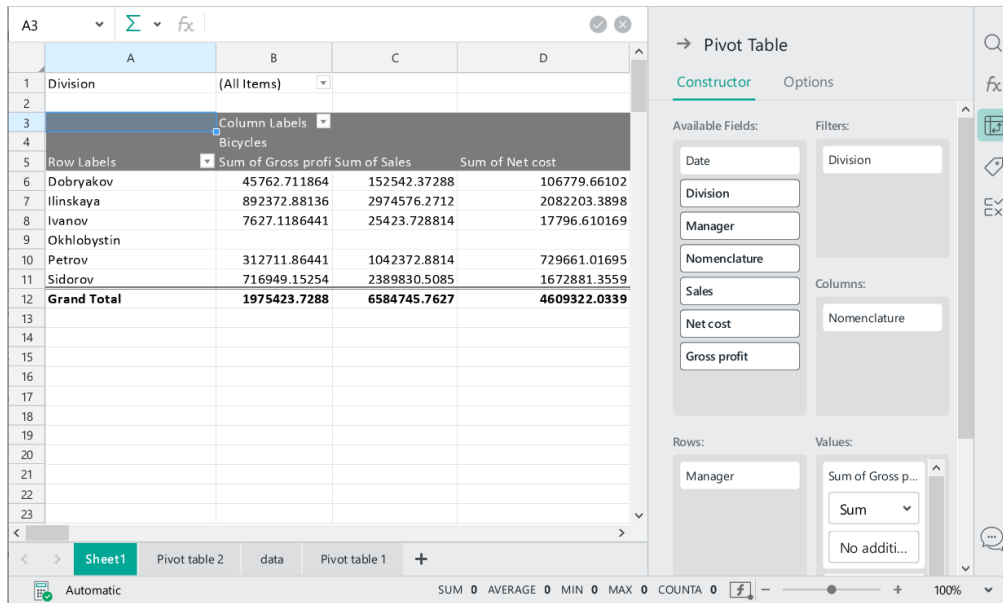 A3
fx
Pivot Table
Constructor Options
A B C D
1 Division (All Items)
2
3 Column Labels
4 Bicycles
5 Row Labels Sum of Gross profi Sum of Sales Sum of Net cost
6 Dobryakov 45762.711864 152542.37288 106779.66102
7 Ilinskaya 892372.88136 2974576.2712 2082203.3898
8 Ivanov 7627.1186441 25423.728814 17796.610169
9 Okhlobystin
10 Petrov 312711.86441 1042372.8814 729661.01695
11 Sidorov 716949.15254 2389830.5085 1672881.3559
12 Grand Total 1975423.7288 6584745.7627 4609322.0339
13
14
15
16
17
18
19
20
21
22
23
Available Fields: Filters:
Date Division
Division
Manager
Nomenclature
Sales Columns:
Net cost Nomenclature
Gross profit
Rows: Values:
Manager Sum of Gross p...
Sum
No additi...
fx
Sheet1 Pivot table 2 data Pivot table 1 +
Automatic SUM 0 AVERAGE 0 MIN 0 MAX 0 COUNTA 0 f − + 100%